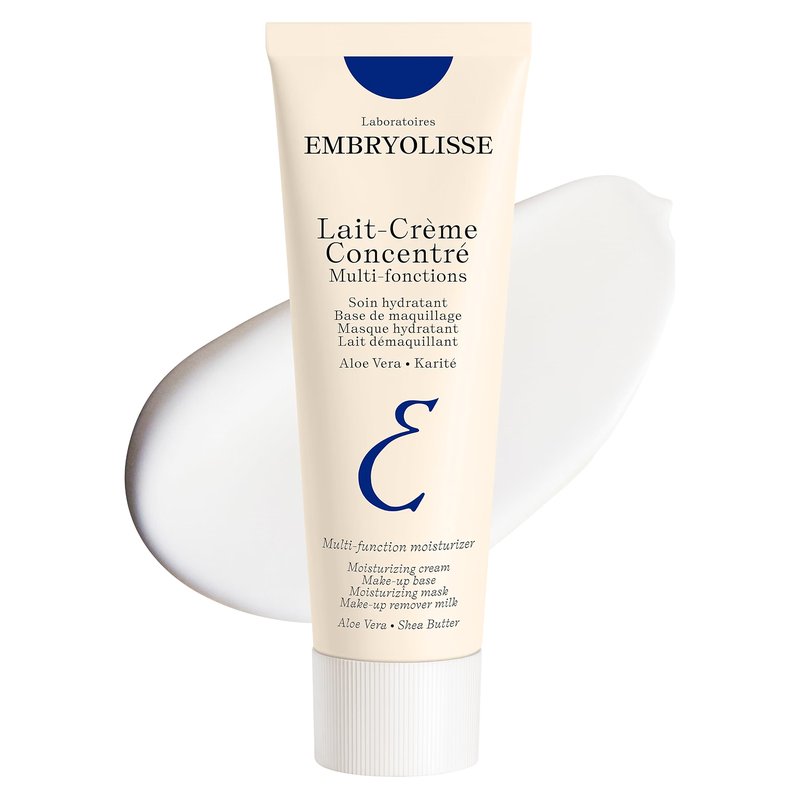 Laboratoires
EMBRYOLISSE
Lait-Crème
Concentré
Multi-fonctions
Soin hydratant
Base de maquillage
Masque hydratant
Lait démaquillant
Aloe Vera • Karité
E
Multi-function moisturizer
Moisturizing cream
Make-up base
Moisturizing mask
Make-up remover milk
Aloe Vera • Shea Butter